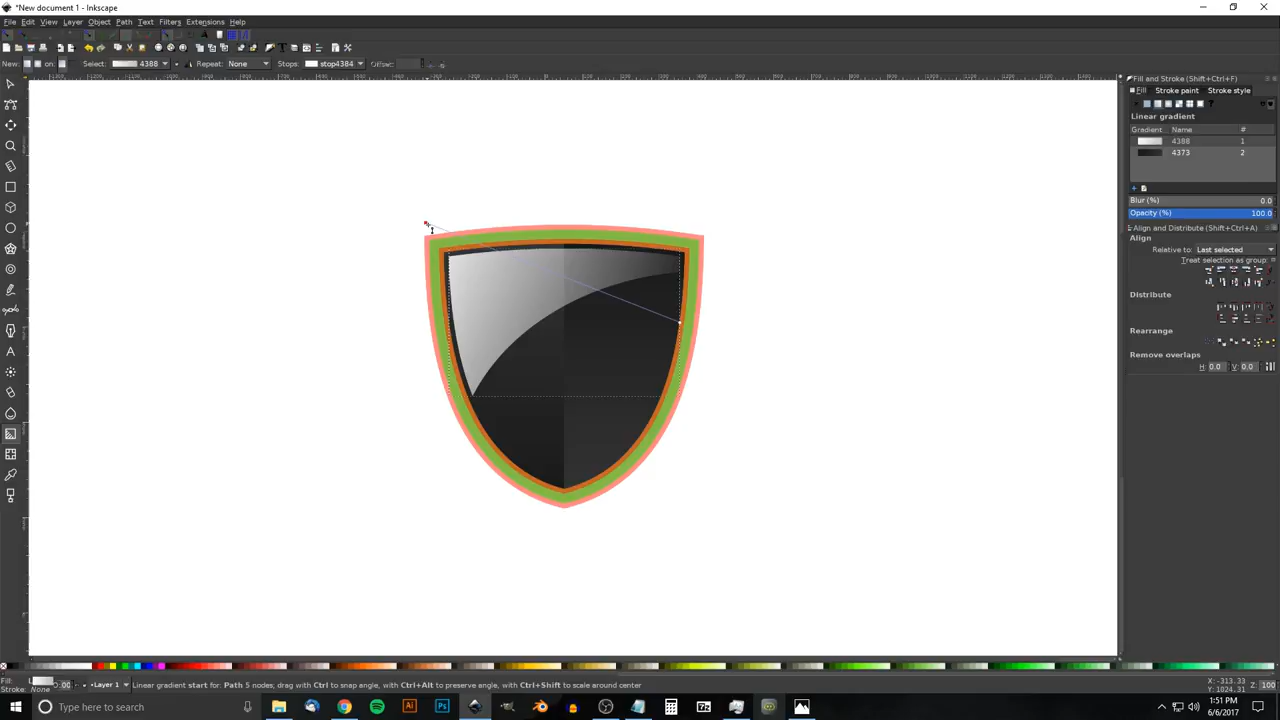 *New document 1 - Inkscape
File Edit View Layer Object Path Text Filters Extensions Help
New: on: Select: 4388 Repeat: None Stops: stop4384 Offset:
Fill and Stroke (Shift+Ctrl+F)
Fill Stroke paint Stroke style
Linear gradient
Gradient Name #
4388 1
4373 2
Blur (%) 0.0
Opacity (%) 100.0
Align and Distribute (Shift+Ctrl+A)
Align
Relative to: Last selected
Treat selection as group:
Distribute
Rearrange
Remove overlaps
H: 0.0 V: 0.0
Fill:
Stroke: None
Layer 1
Linear gradient start for: Path 5 nodes; drag with Ctrl to snap angle, with Ctrl+Alt to preserve angle, with Ctrl+Shift to scale around center
X: -313.33
Y: 1024.31
Z: 100
Type here to search
1:51 PM
6/6/2017